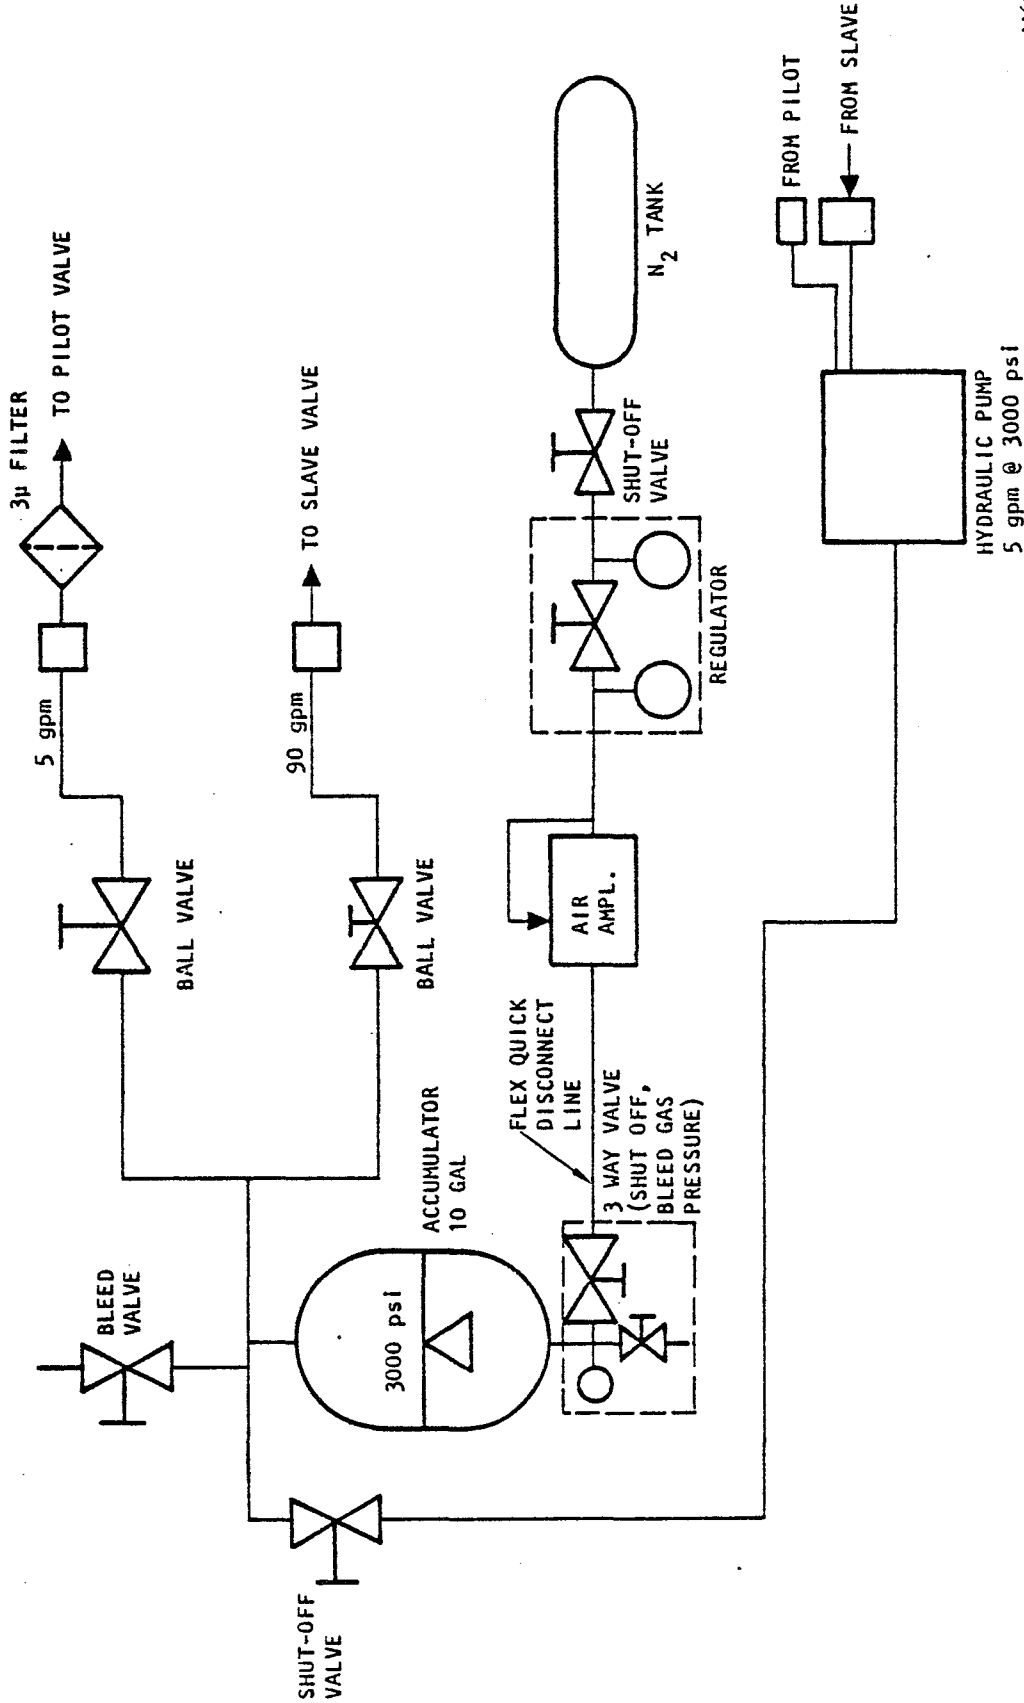 3μ FILTER
TO PILOT VALVE
5 gpm
BALL VALVE
TO SLAVE VALVE
90 gpm
BALL VALVE
BLEED
VALVE
ACCUMULATOR
10 GAL
3000 psi
SHUT-OFF
VALVE
FLEX QUICK
DISCONNECT
LINE
3 WAY VALVE
(SHUT OFF,
BLEED GAS
PRESSURE)
AIR
AMPL.
REGULATOR
SHUT-OFF
VALVE
N2 TANK
FROM PILOT
FROM SLAVE
HYDRAULIC PUMP
5 gpm @ 3000 psi